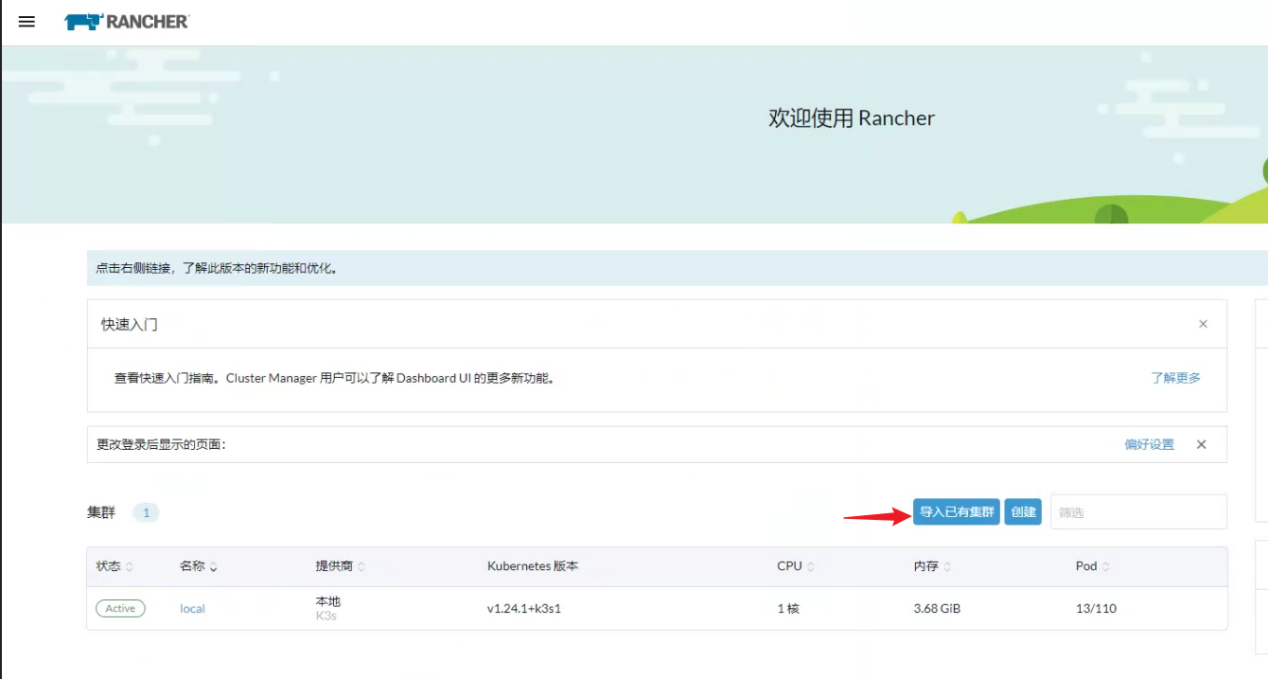 RANCHER
欢迎使用 Rancher
点击右侧链接，了解此版本的新功能和优化。
快速入门
查看快速入门指南。Cluster Manager 用户可以了解 Dashboard UI 的更多新功能。 了解更多
更改登录后显示的页面： 偏好设置
集群 1 导入已有集群 创建 筛选
状态 名称 提供商 Kubernetes 版本 CPU 内存 Pod
Active local 本地 v1.24.1+k3s1 1 核 3.68 GiB 13/110
K3s